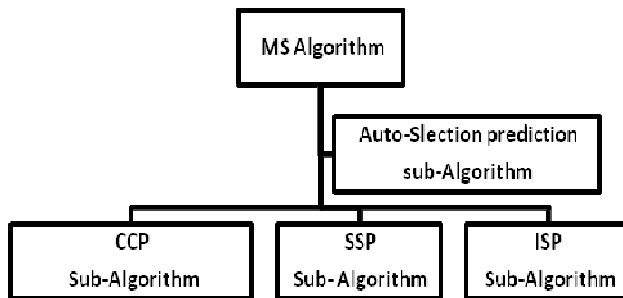 MS Algorithm
Auto-Slection prediction
sub-Algorithm
CCP
Sub-Algorithm
SSP
Sub- Algorithm
ISP
Sub-Algorithm